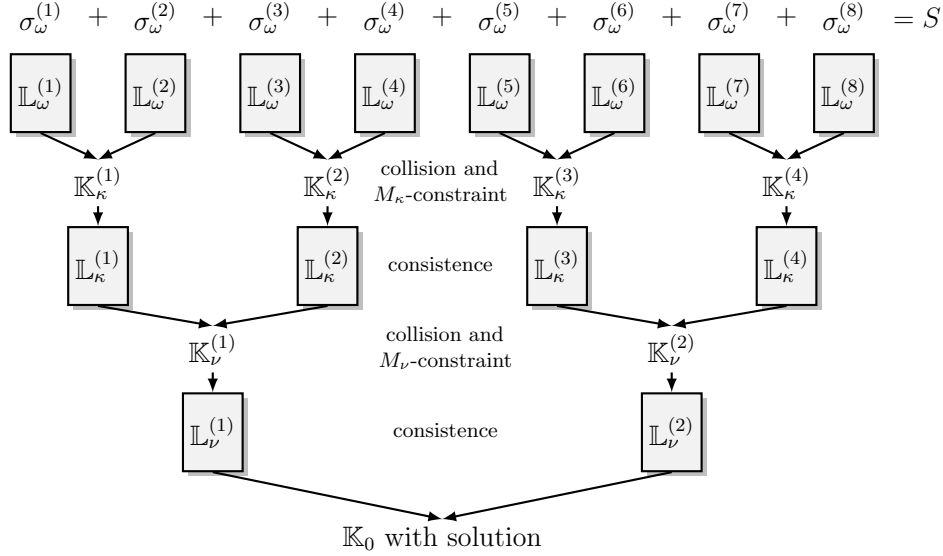 σ_ω^(1) + σ_ω^(2) + σ_ω^(3) + σ_ω^(4) + σ_ω^(5) + σ_ω^(6) + σ_ω^(7) + σ_ω^(8) = S
𝕃_ω^(1) 𝕃_ω^(2) 𝕃_ω^(3) 𝕃_ω^(4) 𝕃_ω^(5) 𝕃_ω^(6) 𝕃_ω^(7) 𝕃_ω^(8)
collision and
M_κ-constraint
𝕂_κ^(1) 𝕂_κ^(2) 𝕂_κ^(3) 𝕂_κ^(4)
𝕃_κ^(1) 𝕃_κ^(2) consistence 𝕃_κ^(3) 𝕃_κ^(4)
collision and
M_ν-constraint
𝕂_ν^(1) 𝕂_ν^(2)
𝕃_ν^(1) consistence 𝕃_ν^(2)
𝕂_0 with solution